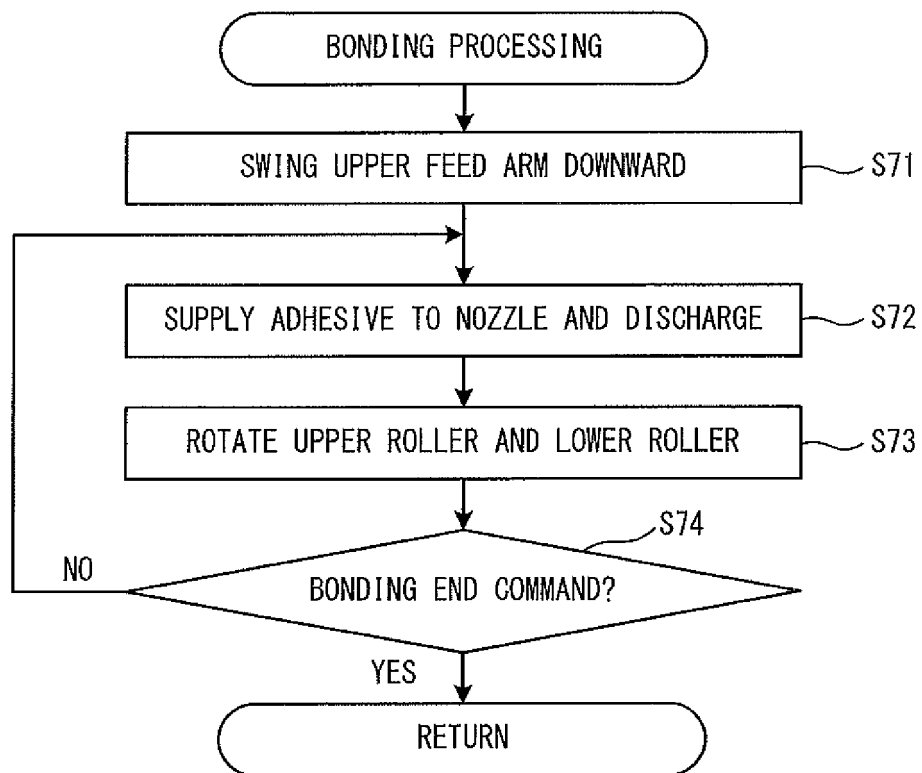 BONDING PROCESSING
SWING UPPER FEED ARM DOWNWARD
S71
SUPPLY ADHESIVE TO NOZZLE AND DISCHARGE
S72
ROTATE UPPER ROLLER AND LOWER ROLLER
S73
S74
NO
BONDING END COMMAND?
YES
RETURN